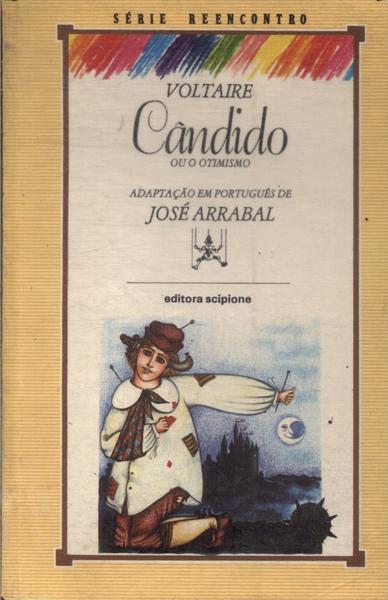 SÉRIE REENCONTRO
VOLTAIRE
Cândido
OU O OTIMISMO
ADAPTAÇÃO EM PORTUGUÊS DE
JOSÉ ARRABAL
editora scipione